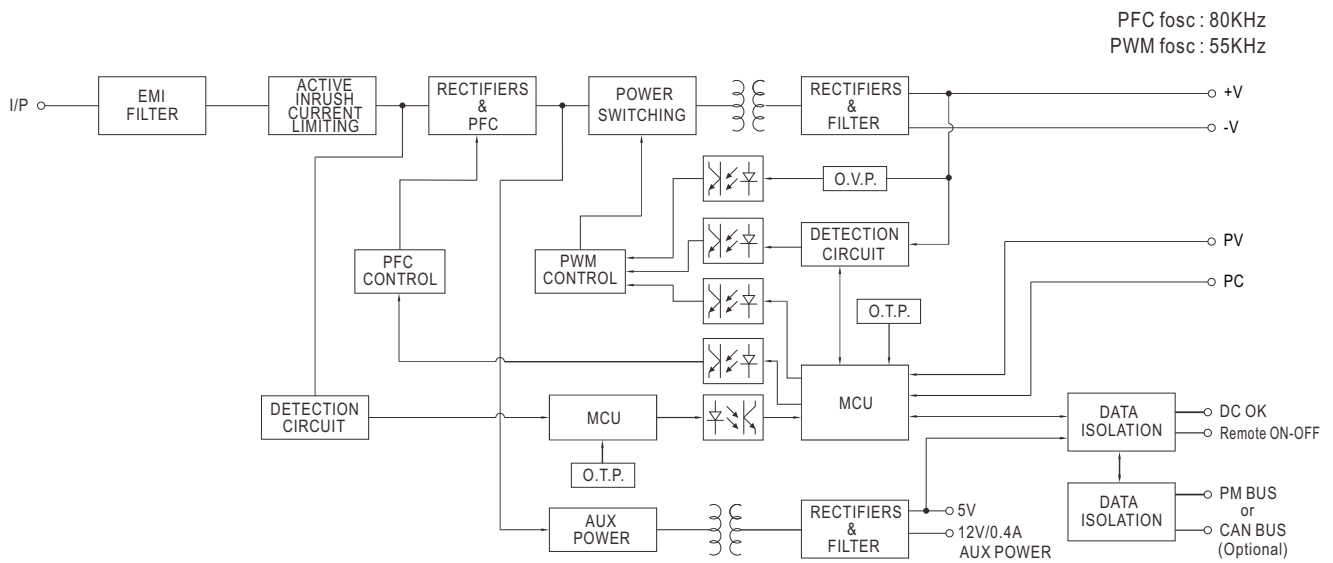 PFC fosc : 80KHz
PWM fosc : 55KHz
I/P
EMI
FILTER
ACTIVE
INRUSH
CURRENT
LIMITING
RECTIFIERS
&
PFC
POWER
SWITCHING
RECTIFIERS
&
FILTER
+V
-V
O.V.P.
DETECTION
CIRCUIT
PFC
CONTROL
PWM
CONTROL
PV
PC
O.T.P.
MCU
DETECTION
CIRCUIT
MCU
O.T.P.
DATA
ISOLATION
DC OK
Remote ON-OFF
DATA
ISOLATION
PM BUS
or
CAN BUS
(Optional)
AUX
POWER
RECTIFIERS
&
FILTER
5V
12V/0.4A
AUX POWER